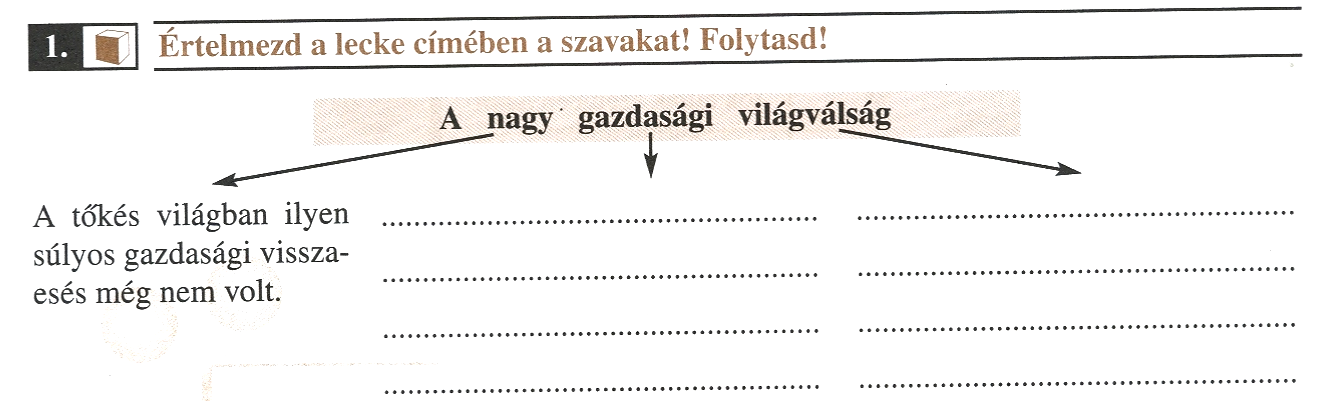 1. Értelmezd a lecke címében a szavakat! Folytasd!
A nagy gazdasági világválság
A tőkés világban ilyen
súlyos gazdasági vissza-
esés még nem volt.